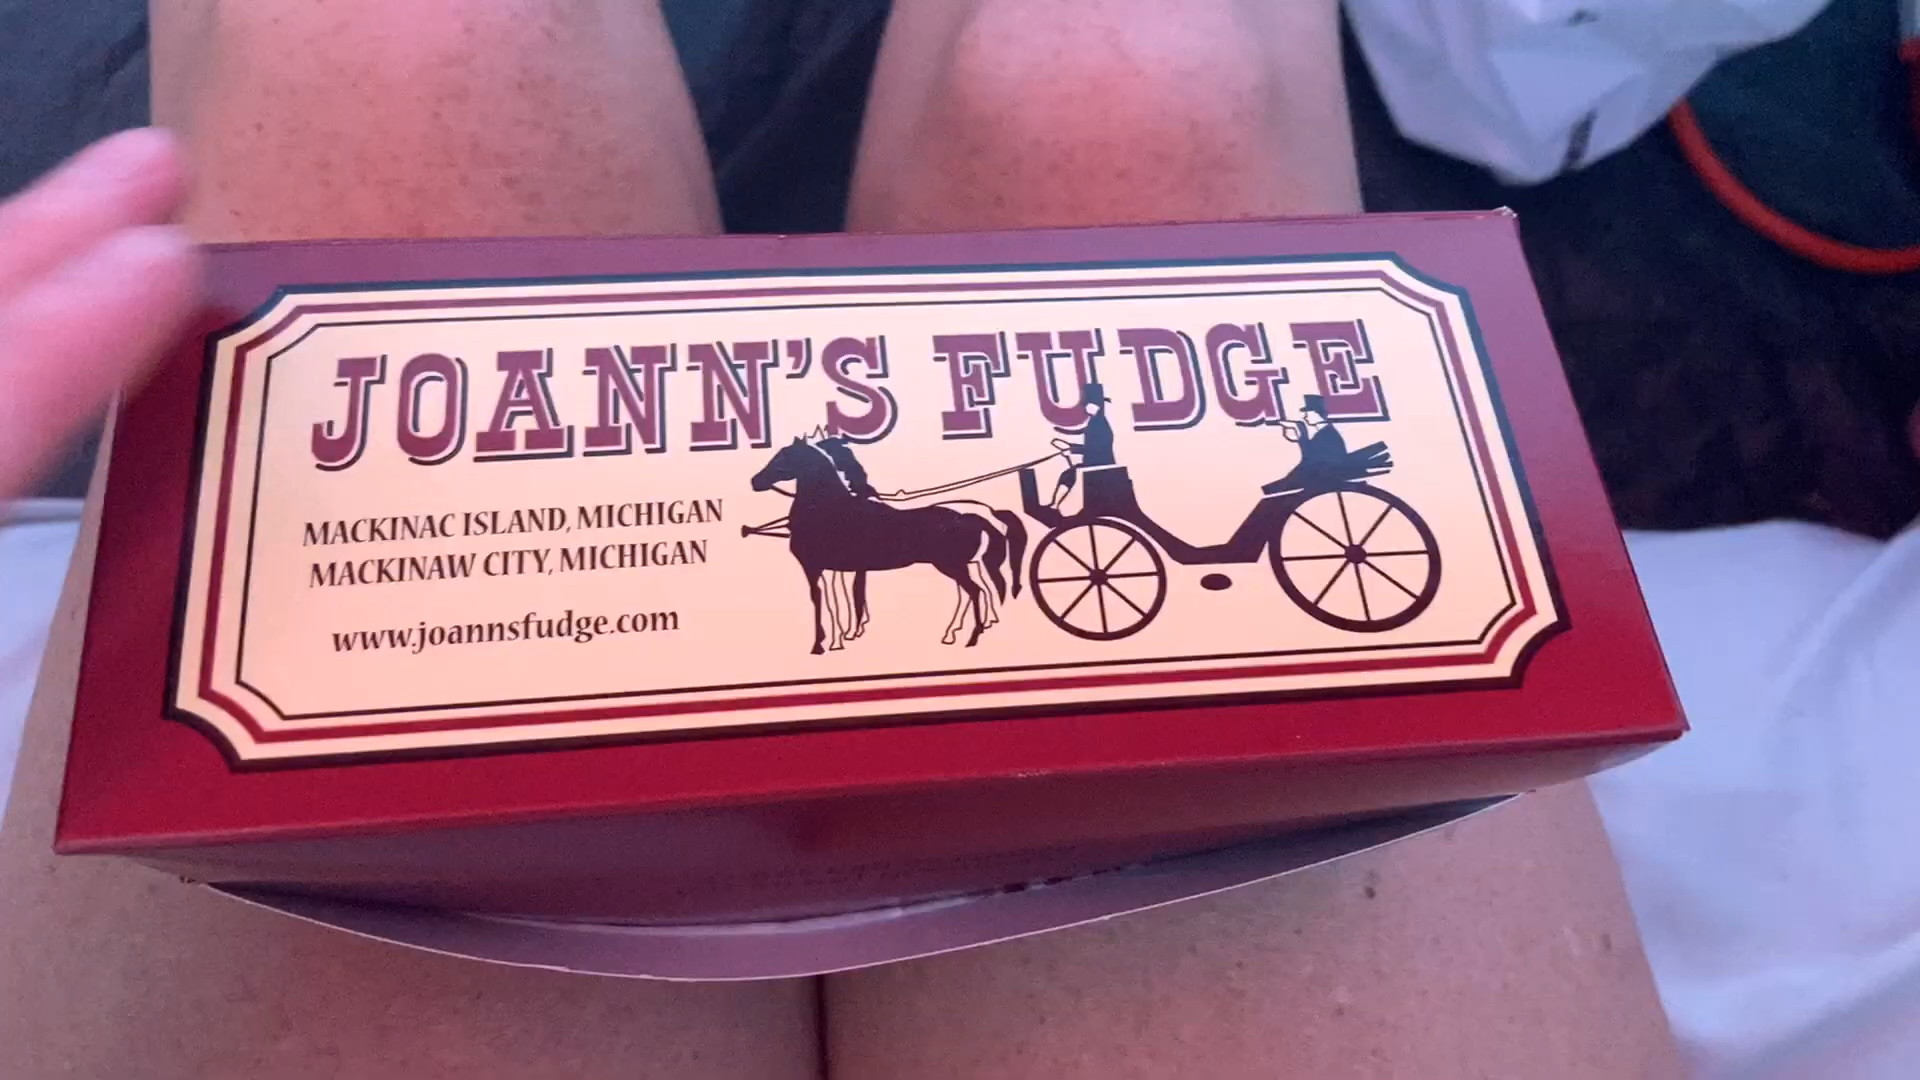 JOANN'S FUDGE
MACKINAC ISLAND, MICHIGAN
MACKINAW CITY, MICHIGAN
www.joannsfudge.com